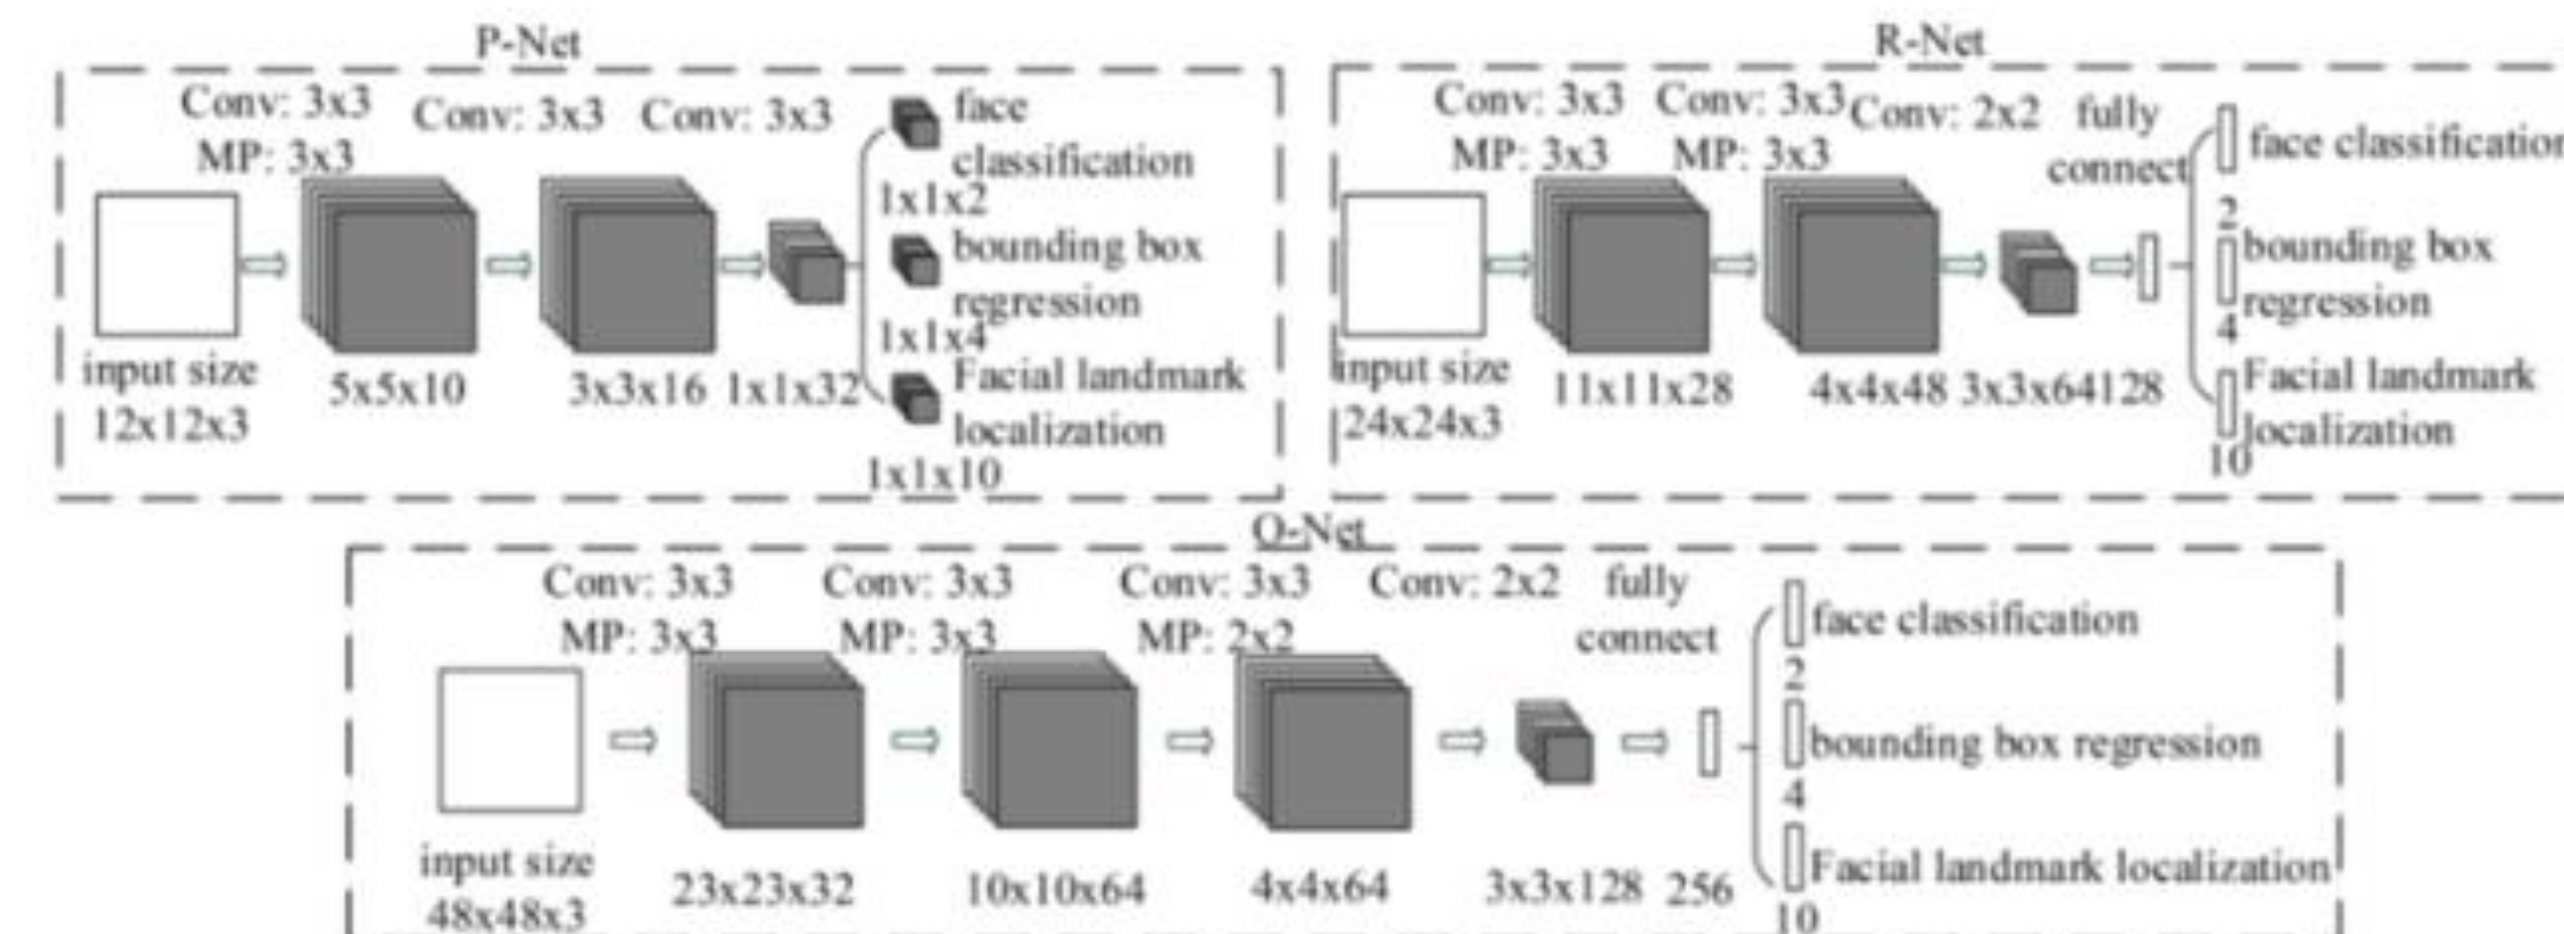 P-Net
Conv: 3x3
MP: 3x3
Conv: 3x3
Conv: 3x3
input size
12x12x3
5x5x10
3x3x16
1x1x32
face
classification
1x1x2
bounding box
regression
1x1x4
Facial landmark
localization
1x1x10
R-Net
Conv: 3x3
MP: 3x3
Conv: 3x3
MP: 3x3
Conv: 2x2
fully
connect
input size
24x24x3
11x11x28
4x4x48
3x3x64
128
face classification
2
bounding box
regression
4
Facial landmark
localization
10
O-Net
Conv: 3x3
MP: 3x3
Conv: 3x3
MP: 3x3
Conv: 3x3
MP: 2x2
Conv: 2x2
fully
connect
input size
48x48x3
23x23x32
10x10x64
4x4x64
3x3x128
256
face classification
2
bounding box regression
4
Facial landmark localization
10